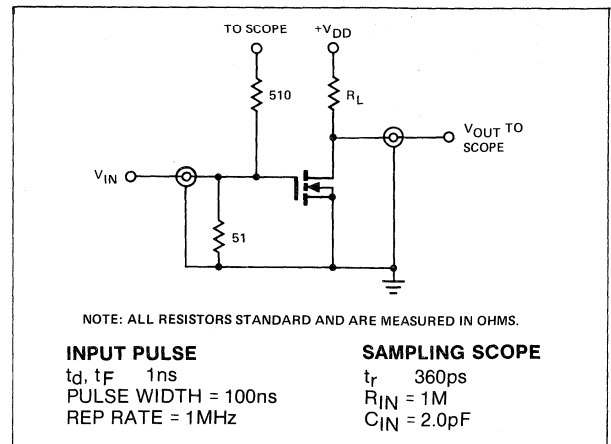 TO SCOPE
+VDD
510
RL
VOUT TO
SCOPE
VIN
51
NOTE: ALL RESISTORS STANDARD AND ARE MEASURED IN OHMS.
INPUT PULSE
td, tF 1ns
PULSE WIDTH = 100ns
REP RATE = 1MHz
SAMPLING SCOPE
tr 360ps
RIN = 1M
CIN = 2.0pF